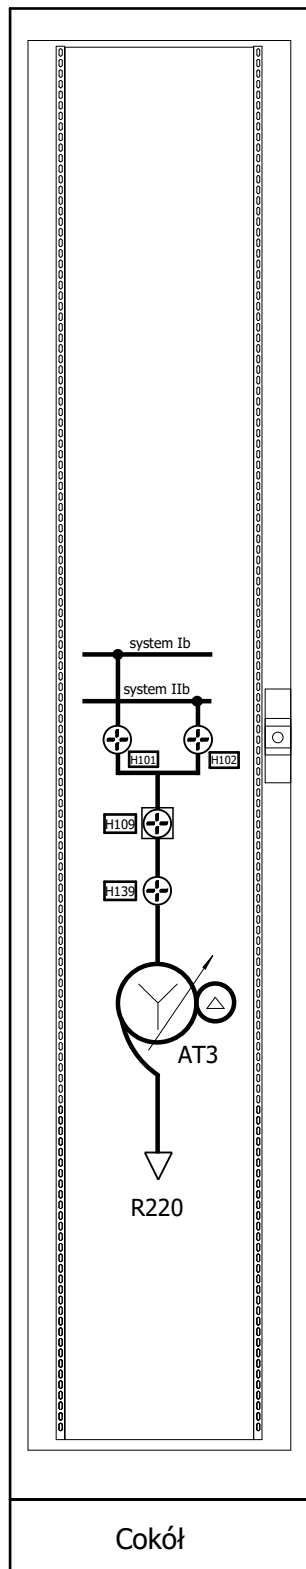 system Ib
system IIb
H101
H102
H109
H139
AT3
R220
Cokół